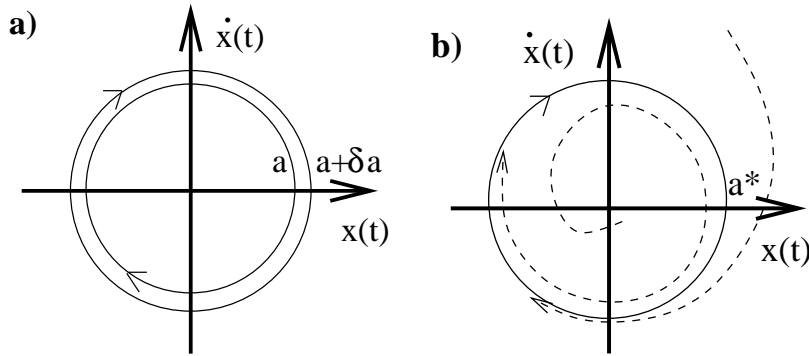 a)
ẋ(t)
a
a+δa
x(t)
b)
ẋ(t)
a*
x(t)